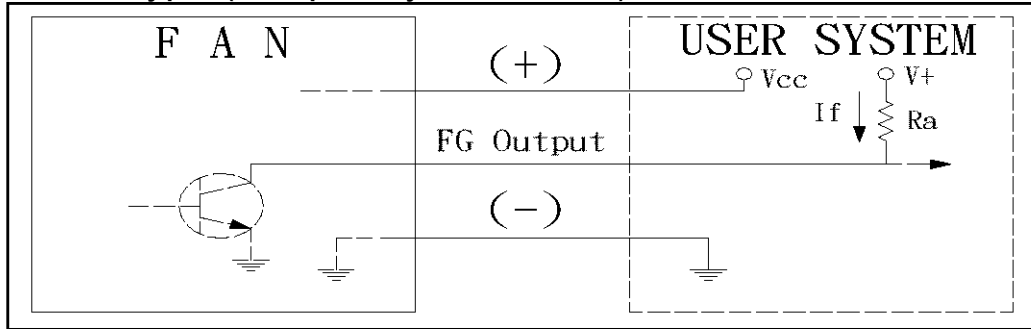 F A N
USER SYSTEM
(+)
Vcc
V+
If
Ra
FG Output
(-)